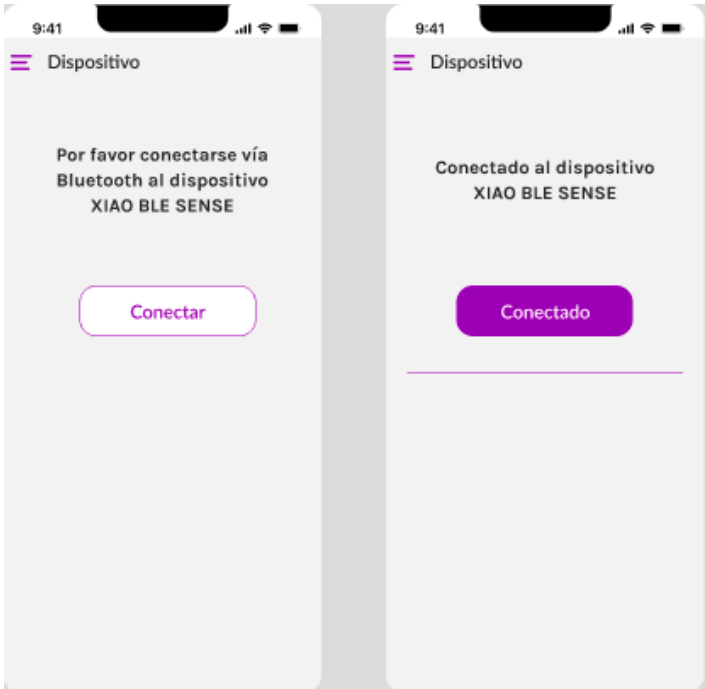 9:41
Dispositivo
Por favor conectarse vía
Bluetooth al dispositivo
XIAO BLE SENSE
Conectar
9:41
Dispositivo
Conectado al dispositivo
XIAO BLE SENSE
Conectado